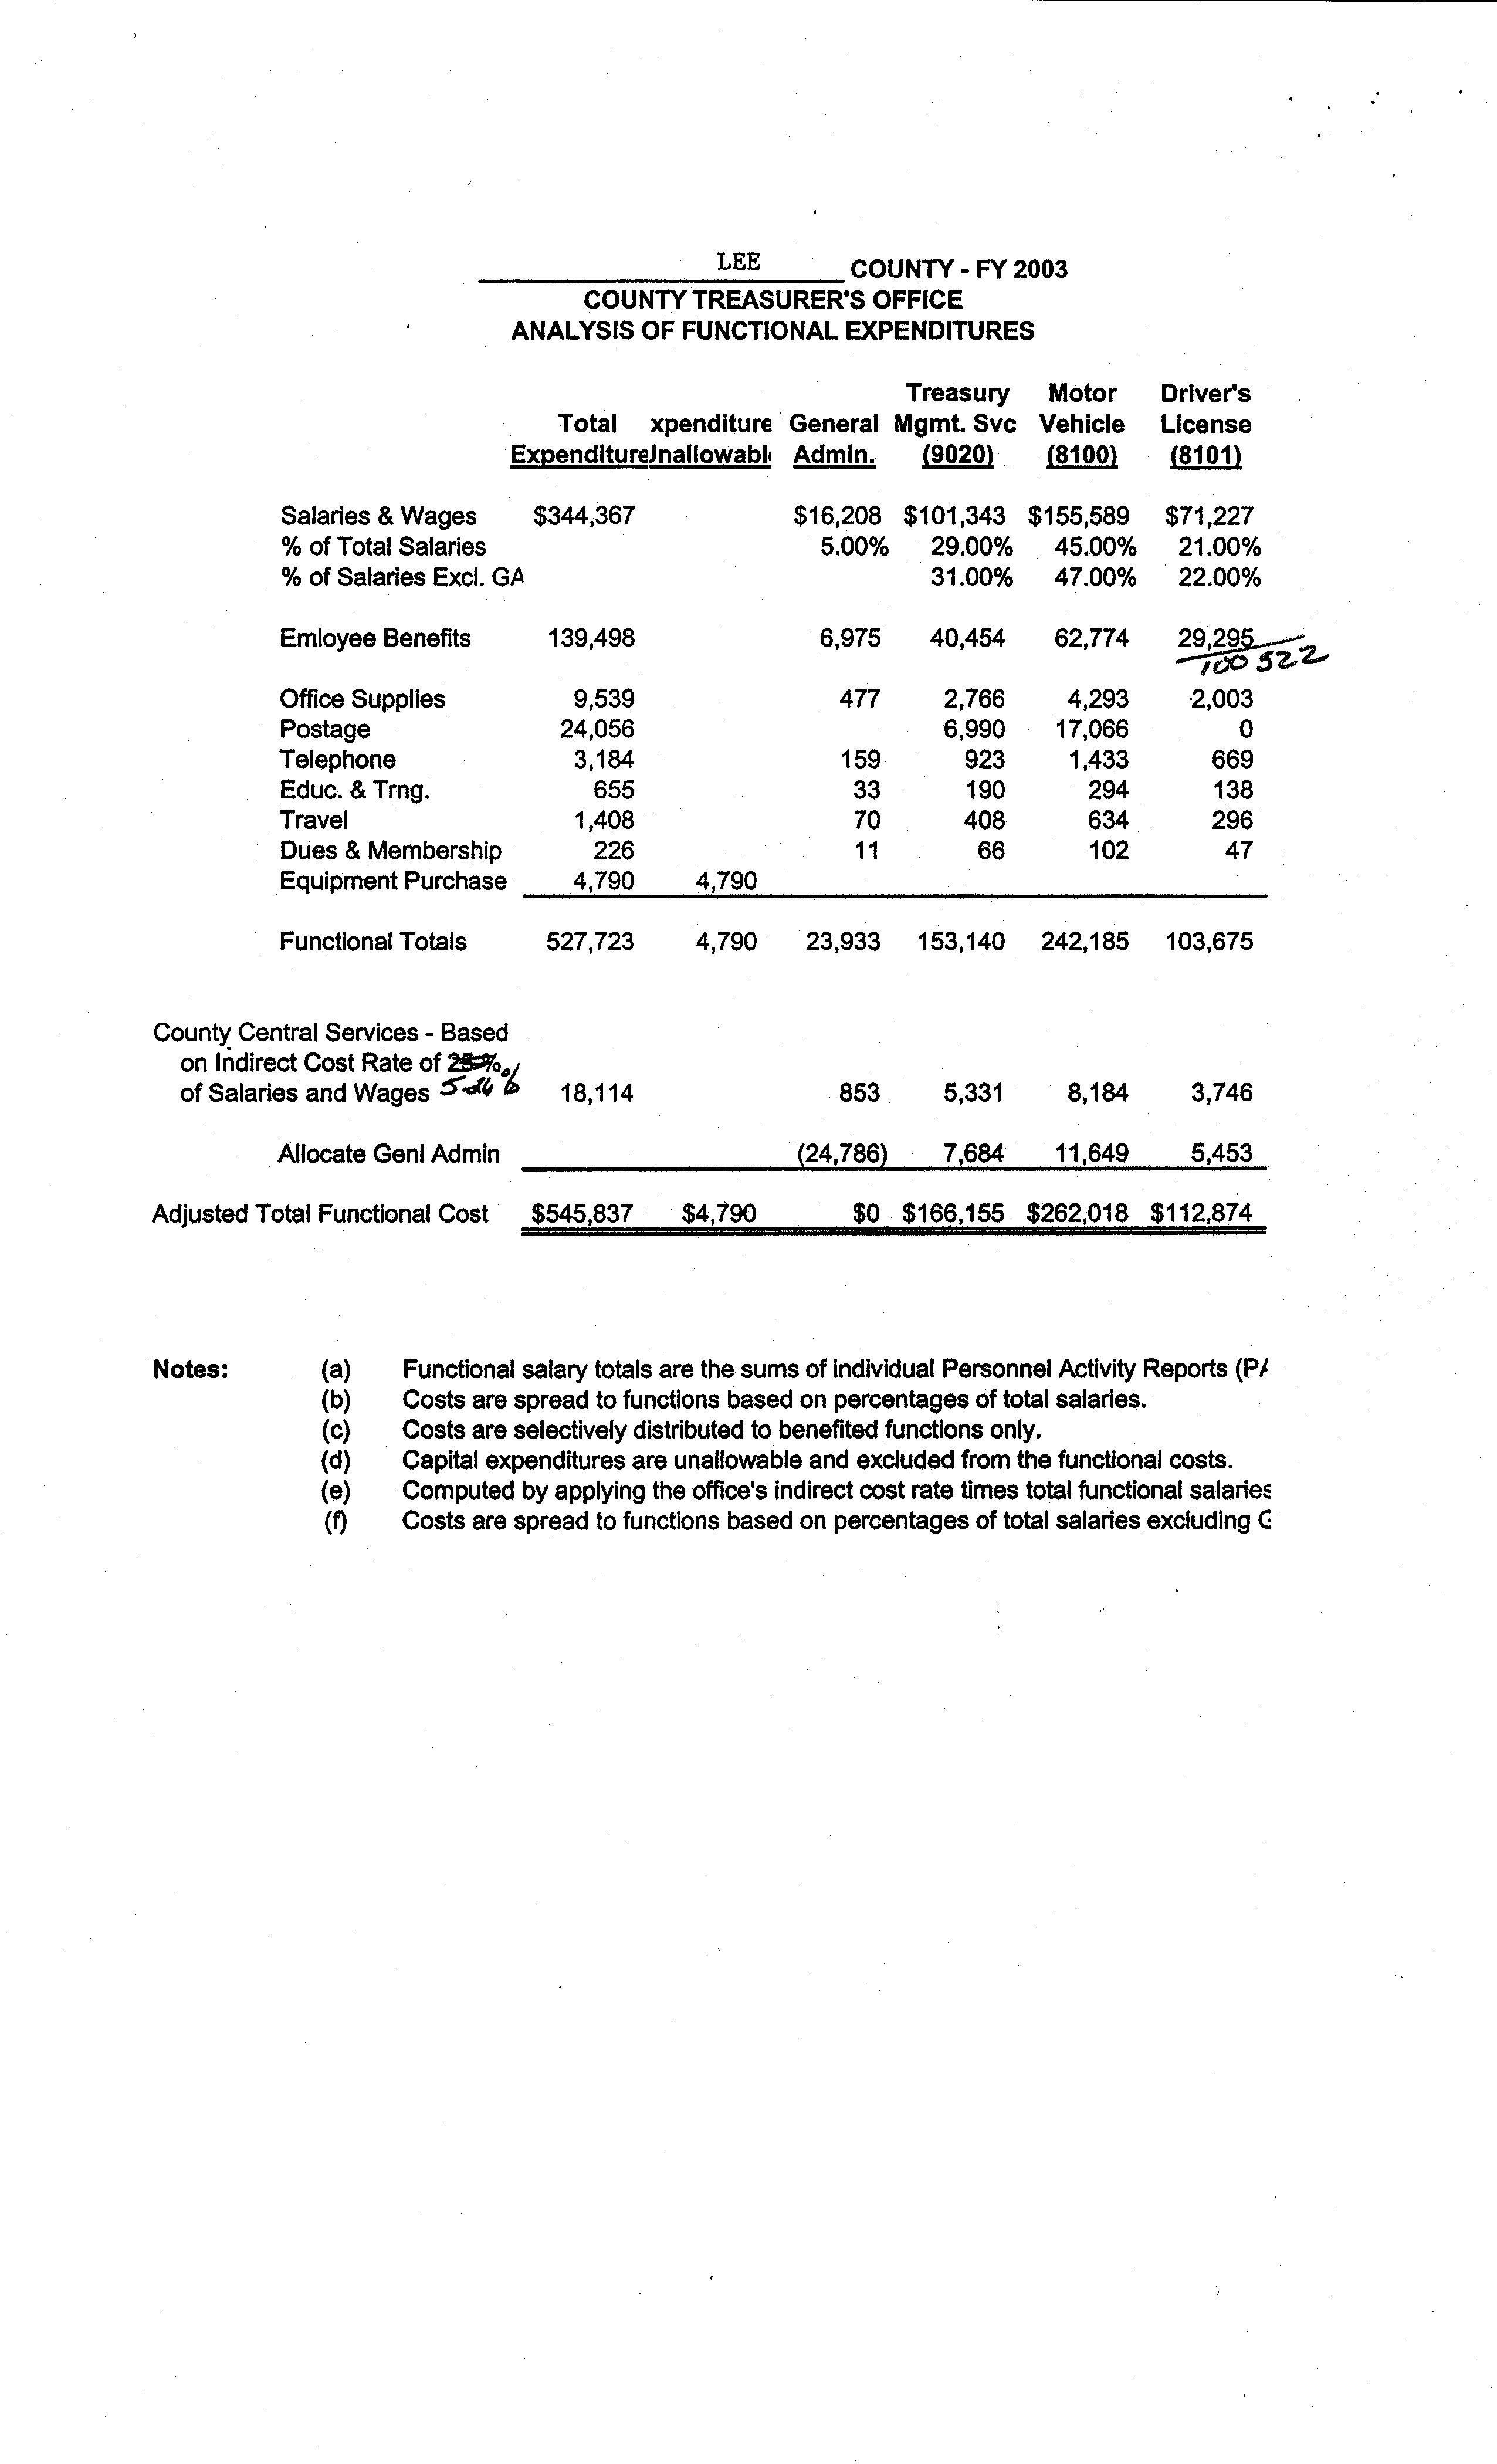 LEE COUNTY - FY 2003
COUNTY TREASURER'S OFFICE
ANALYSIS OF FUNCTIONAL EXPENDITURES
Treasury Motor Driver's
Total xpenditure General Mgmt. Svc Vehicle License
Expenditure Jnallowabl Admin. (9020) (8100) (8101)
Salaries & Wages $344,367 $16,208 $101,343 $155,589 $71,227
% of Total Salaries 5.00% 29.00% 45.00% 21.00%
% of Salaries Excl. GA 31.00% 47.00% 22.00%
Emloyee Benefits 139,498 6,975 40,454 62,774 29,295
100 522
Office Supplies 9,539 477 2,766 4,293 2,003
Postage 24,056 6,990 17,066 0
Telephone 3,184 159 923 1,433 669
Educ. & Trng. 655 33 190 294 138
Travel 1,408 70 408 634 296
Dues & Membership 226 11 66 102 47
Equipment Purchase 4,790 4,790
Functional Totals 527,723 4,790 23,933 153,140 242,185 103,675
County Central Services - Based
on Indirect Cost Rate of 25%
of Salaries and Wages 18,114 853 5,331 8,184 3,746
Allocate Genl Admin (24,786) 7,684 11,649 5,453
Adjusted Total Functional Cost $545,837 $4,790 $0 $166,155 $262,018 $112,874
Notes: (a) Functional salary totals are the sums of individual Personnel Activity Reports (PA
(b) Costs are spread to functions based on percentages of total salaries.
(c) Costs are selectively distributed to benefited functions only.
(d) Capital expenditures are unallowable and excluded from the functional costs.
(e) Computed by applying the office's indirect cost rate times total functional salaries
(f) Costs are spread to functions based on percentages of total salaries excluding G